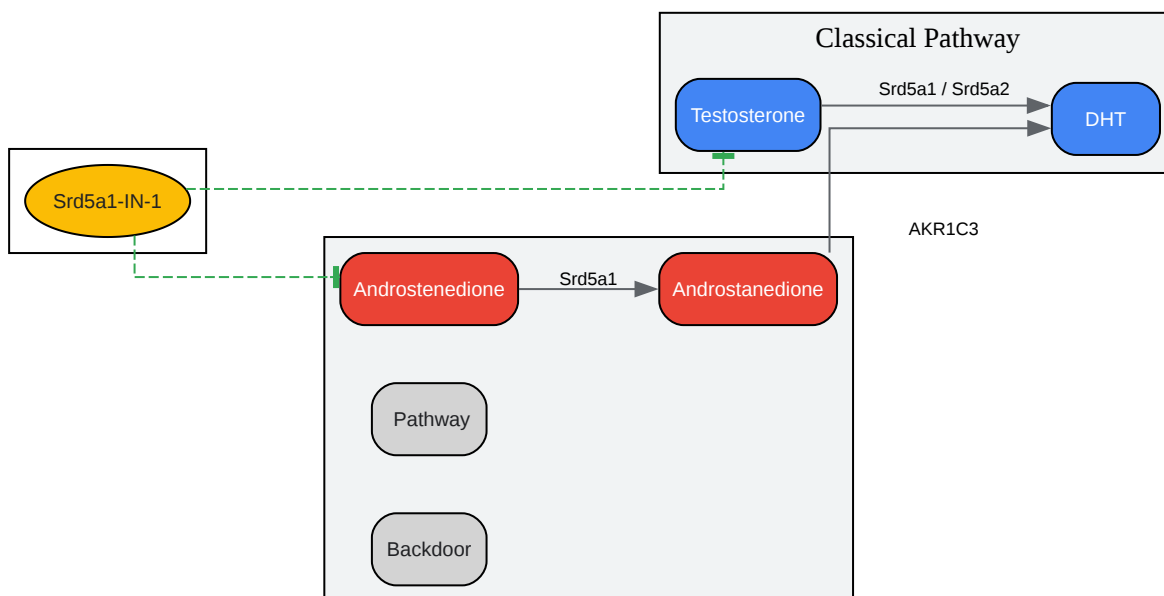 Classical Pathway
Srd5a1 / Srd5a2
Testosterone
DHT
Srd5a1-IN-1
AKR1C3
Srd5a1
Androstenedione
Androstanedione
Pathway
Backdoor